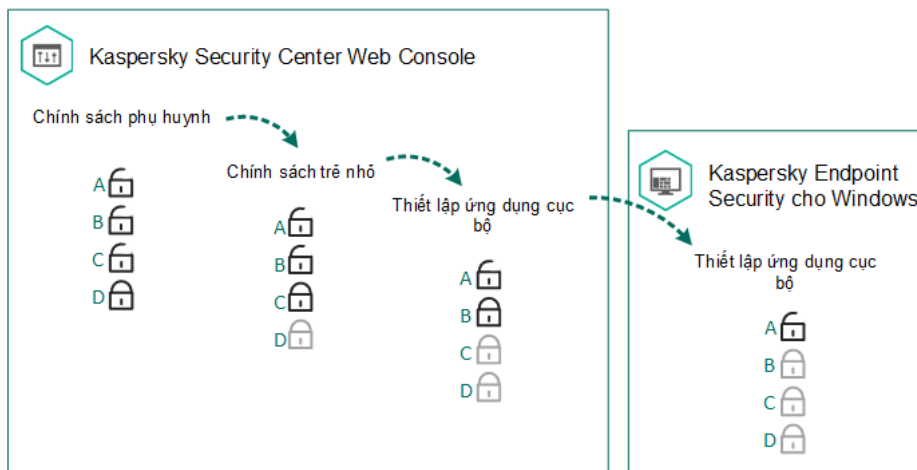 Kaspersky Security Center Web Console
Chính sách phụ huynh
A
B
C
D
Chính sách trẻ nhỏ
A
B
C
D
Thiết lập ứng dụng cục
bộ
A
B
C
D
Kaspersky Endpoint
Security cho Windows
Thiết lập ứng dụng cục
bộ
A
B
C
D